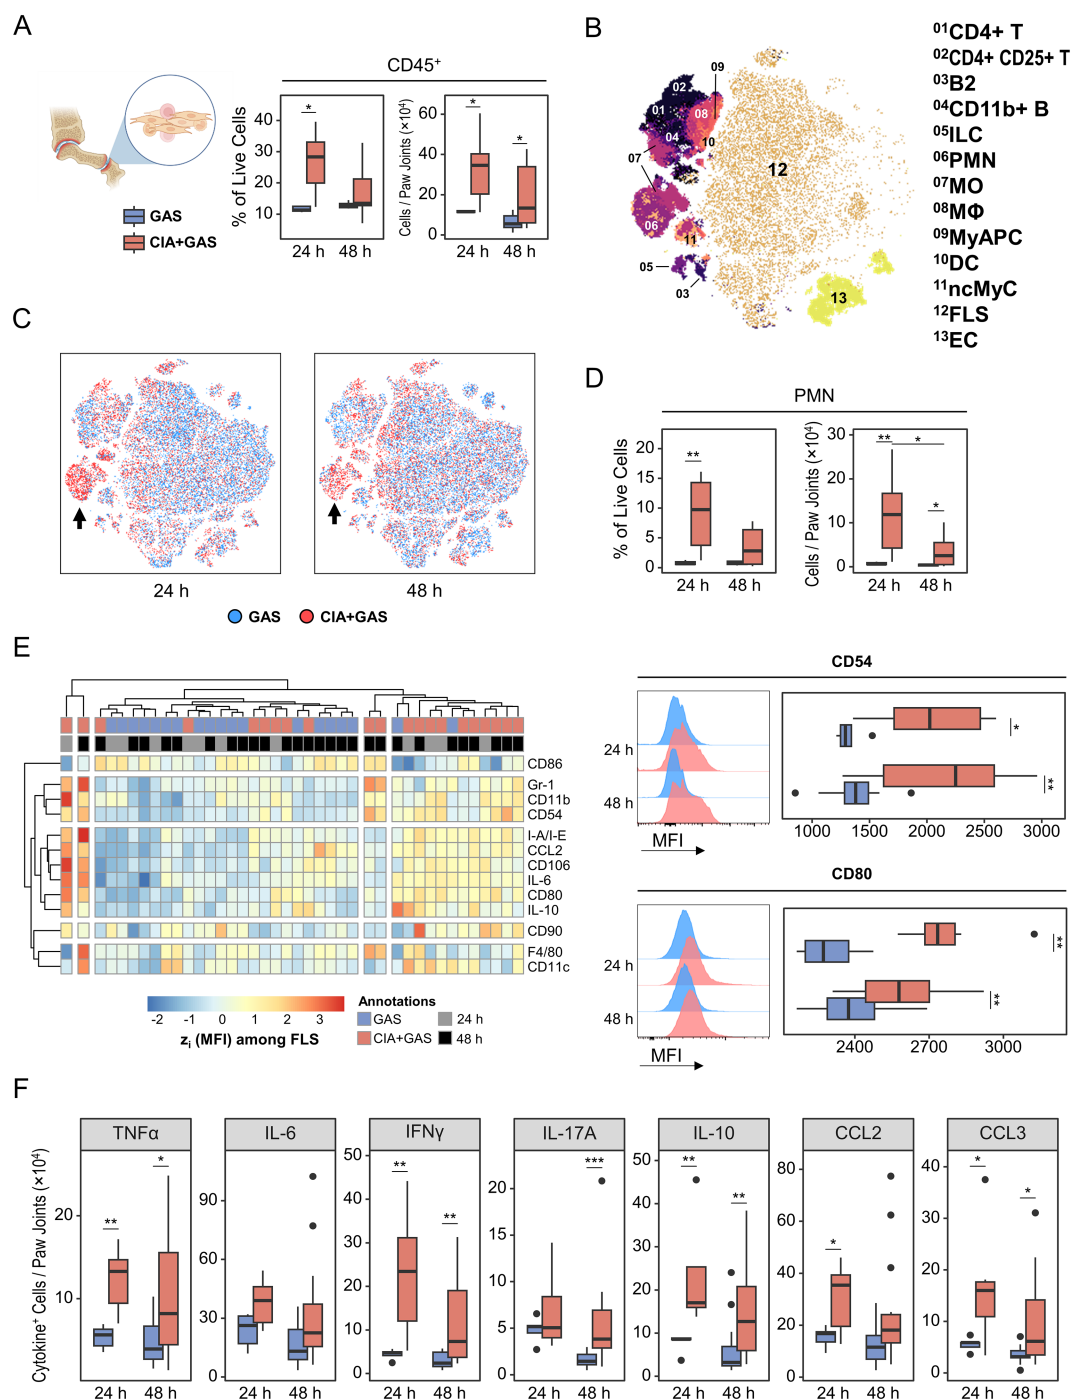 A
CD45+
% of Live Cells
40
30
20
10
*
24 h
48 h
Cells / Paw Joints (×10⁴)
60
40
20
0
*
*
24 h
48 h
GAS
CIA+GAS
B
01
02
03
04
05
06
07
08
09
10
11
12
13
01CD4+ T
02CD4+ CD25+ T
03B2
04CD11b+ B
05ILC
06PMN
07MO
08MΦ
09MyAPC
10DC
11ncMyC
12FLS
13EC
C
24 h
48 h
GAS
CIA+GAS
D
PMN
% of Live Cells
20
15
10
5
0
**
24 h
48 h
Cells / Paw Joints (×10⁴)
30
20
10
0
**
*
*
24 h
48 h
E
CD86
Gr-1
CD11b
CD54
I-A/I-E
CCL2
CD106
IL-6
CD80
IL-10
CD90
F4/80
CD11c
-2 -1 0 1 2 3
zi (MFI) among FLS
Annotations
GAS
24 h
CIA+GAS
48 h
CD54
24 h
48 h
MFI
*
**
1000 1500 2000 2500 3000
CD80
24 h
48 h
MFI
**
**
2400 2700 3000
F
Cytokine⁺ Cells / Paw Joints (×10⁴)
TNFα
20
10
**
*
24 h 48 h
IL-6
90
60
30
0
24 h 48 h
IFNγ
50
40
30
20
10
0
**
**
24 h 48 h
IL-17A
20
10
5
0
***
24 h 48 h
IL-10
50
40
30
20
10
0
**
**
24 h 48 h
CCL2
80
60
40
20
0
*
24 h 48 h
CCL3
40
30
20
10
0
*
*
24 h 48 h